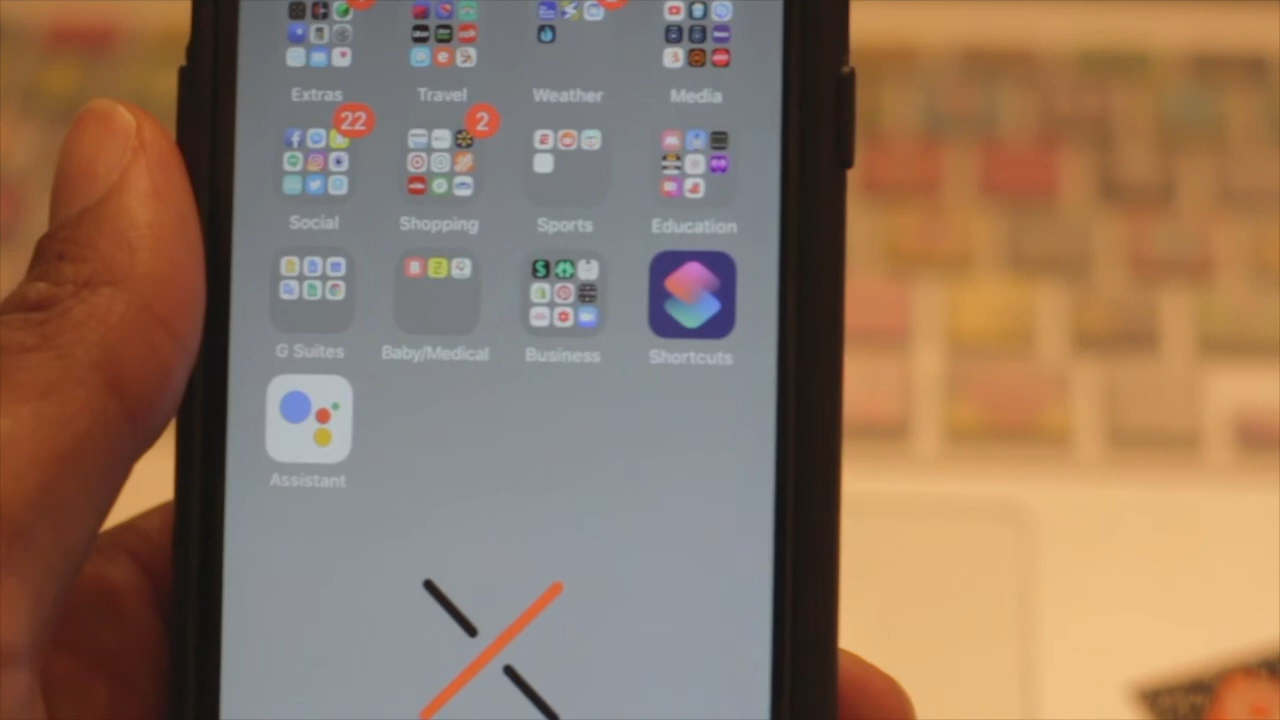 Extras Travel Weather Media
22 2
Social Shopping Sports Education
G Suites Baby/Medical Business Shortcuts
Assistant